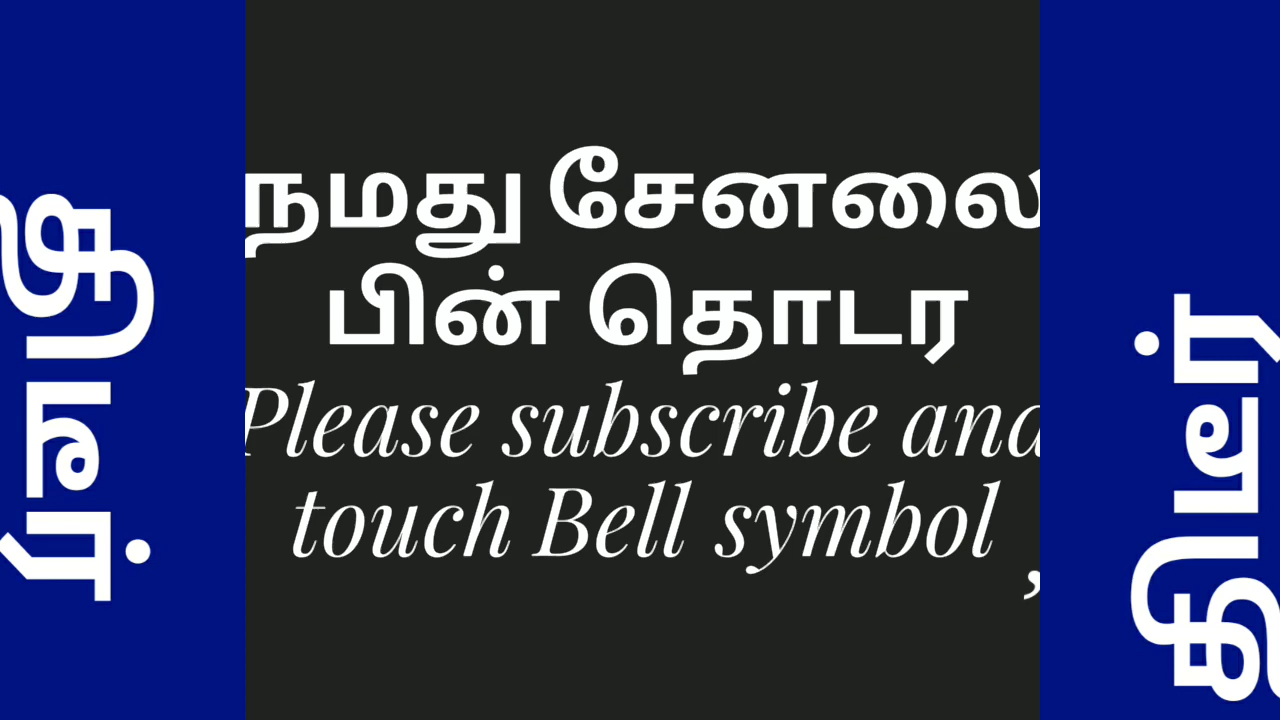 திடீர்
நமது சேனலை
பின் தொடர
Please subscribe and
touch Bell symbol
,
திடீர்